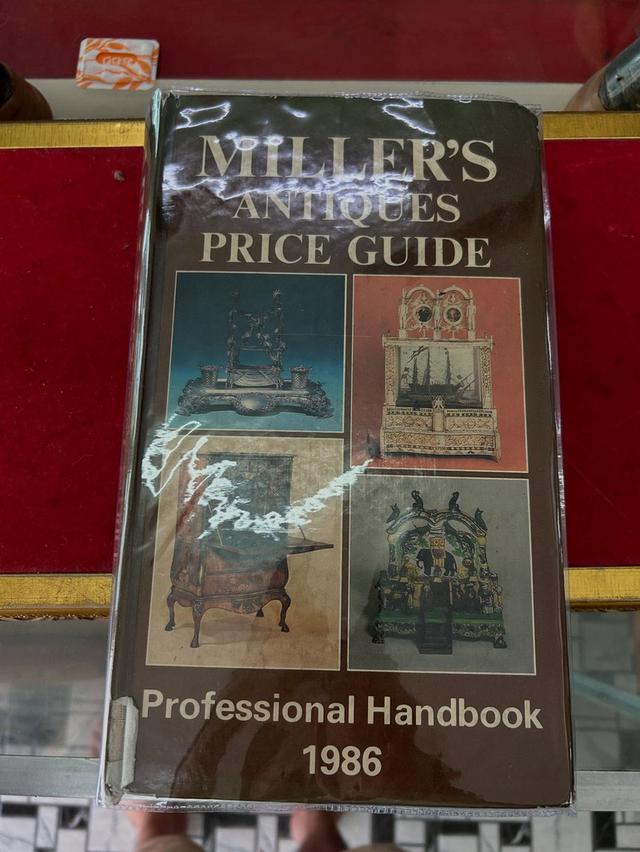 MILLER'S
ANTIQUES
PRICE GUIDE
Professional Handbook
1986